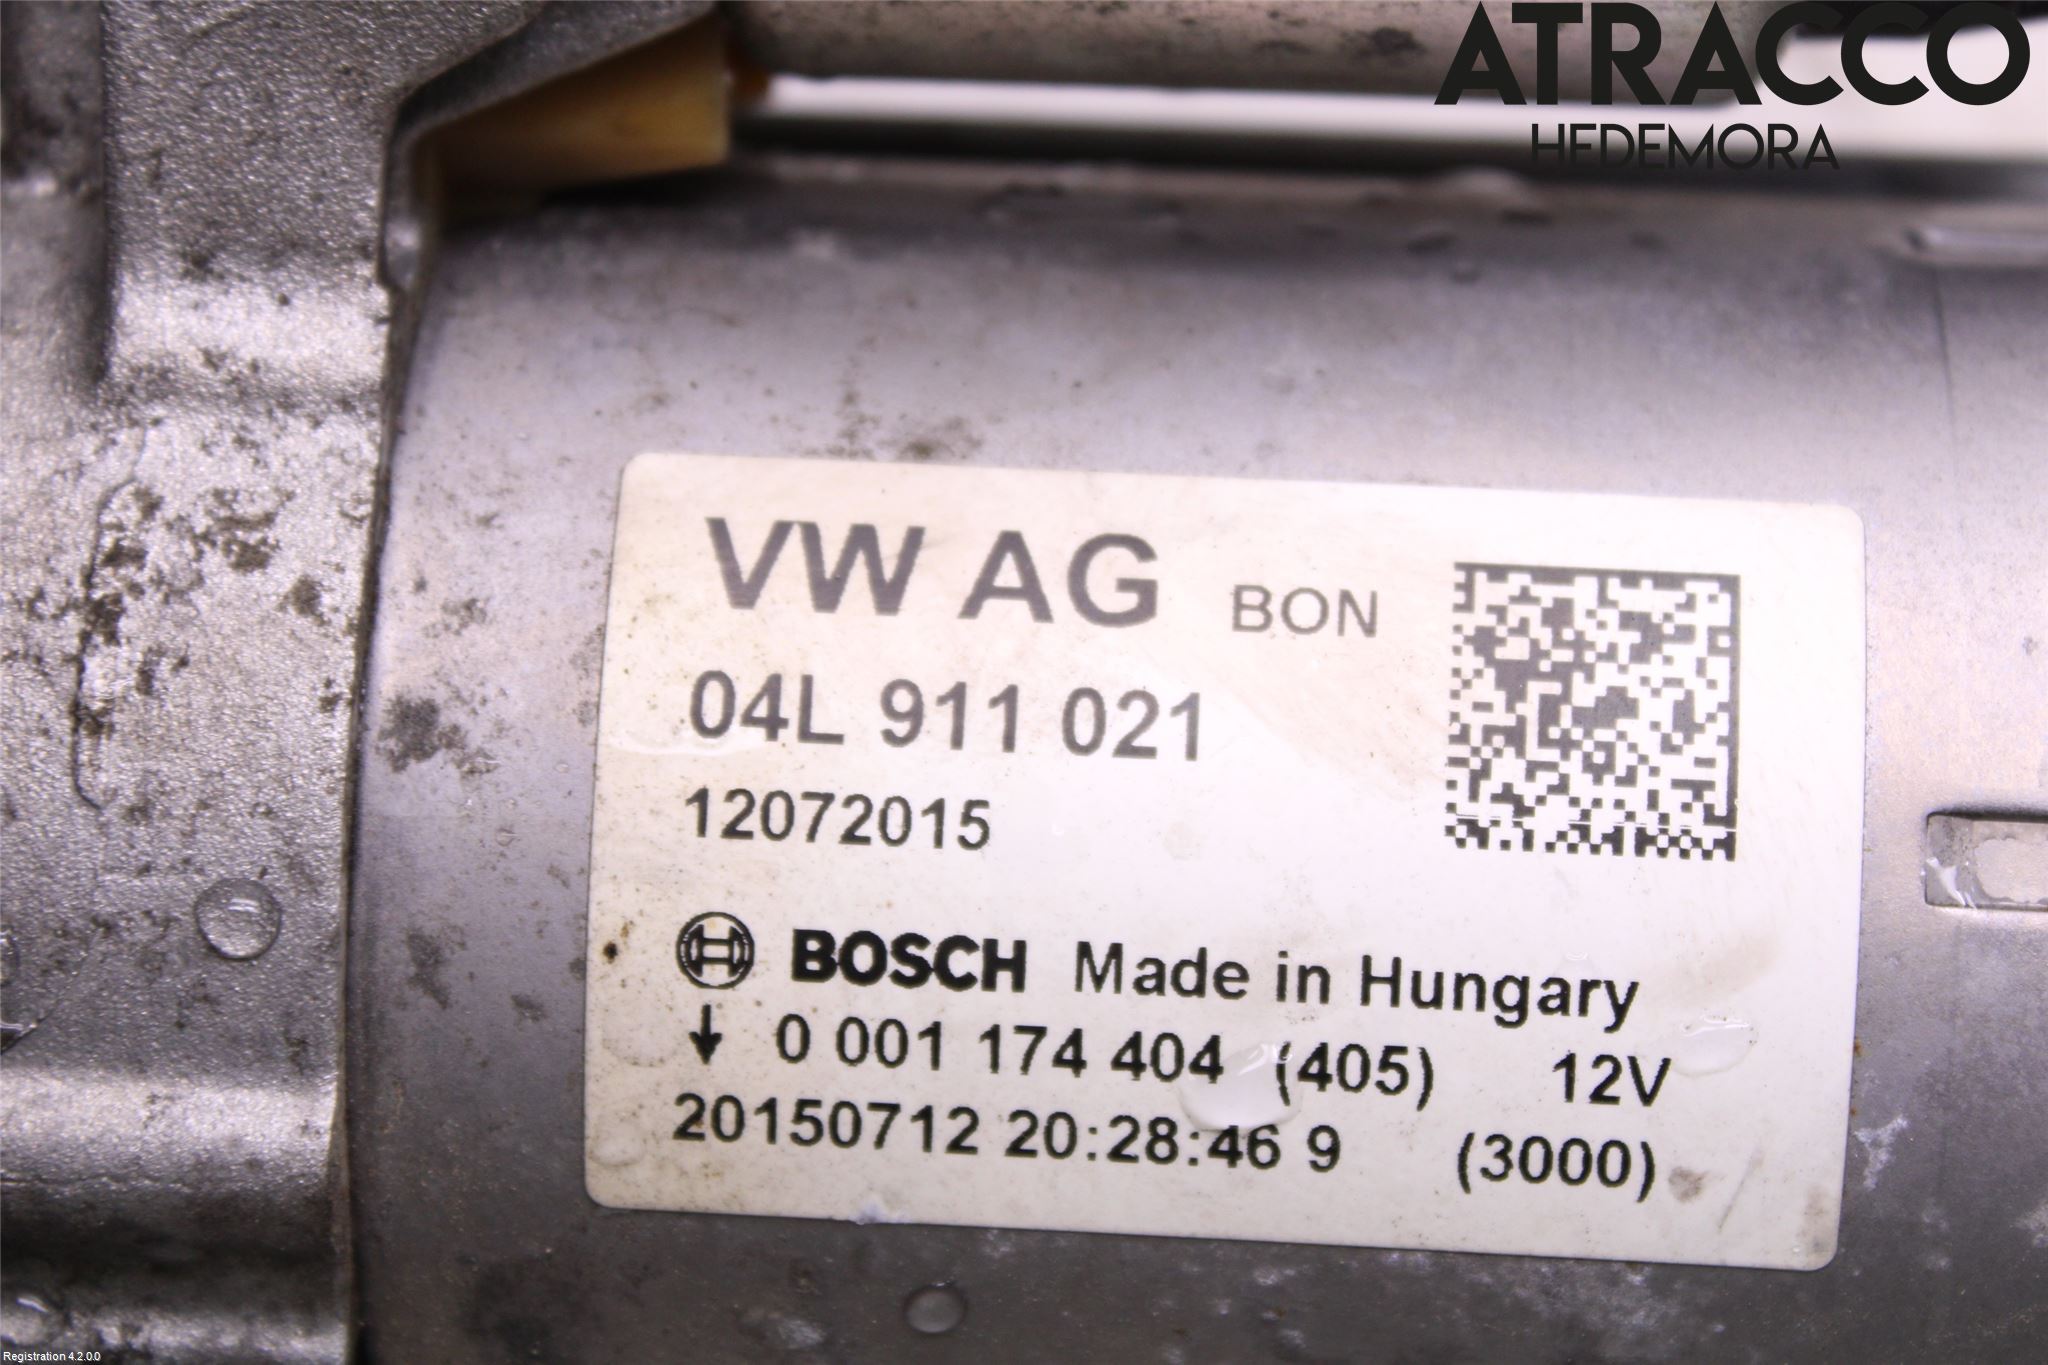 ATRACCO
HEDEMORA
VW AG BON
04L 911 021
12072015
BOSCH Made in Hungary
↓ 0 001 174 404 (405) 12V
20150712 20:28:46 9 (3000)
Registration 4.2.0.0